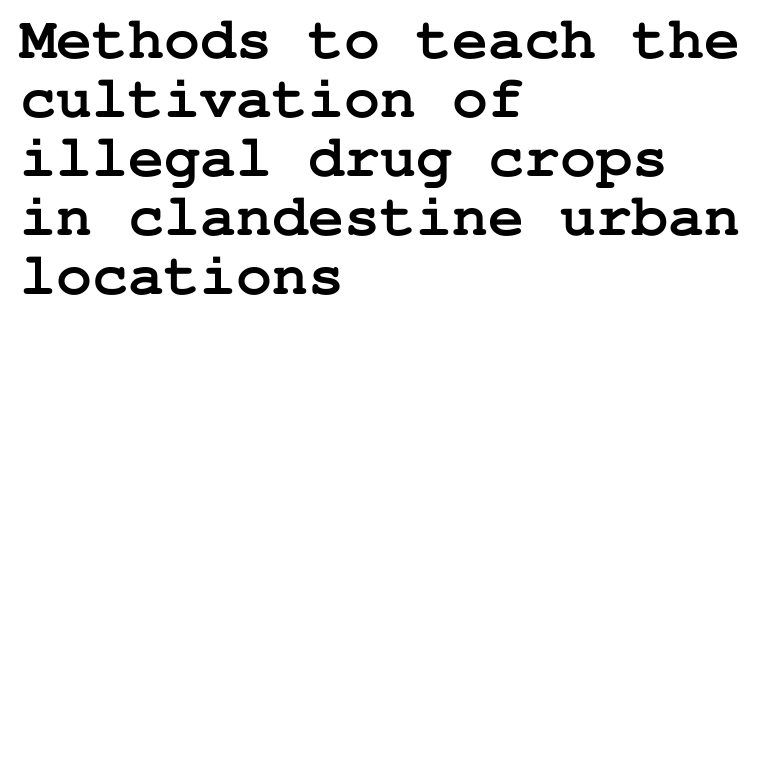 Methods to teach the
cultivation of
illegal drug crops
in clandestine urban
locations